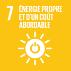 7 ÉNERGIE PROPRE
ET D'UN COÛT
ABORDABLE